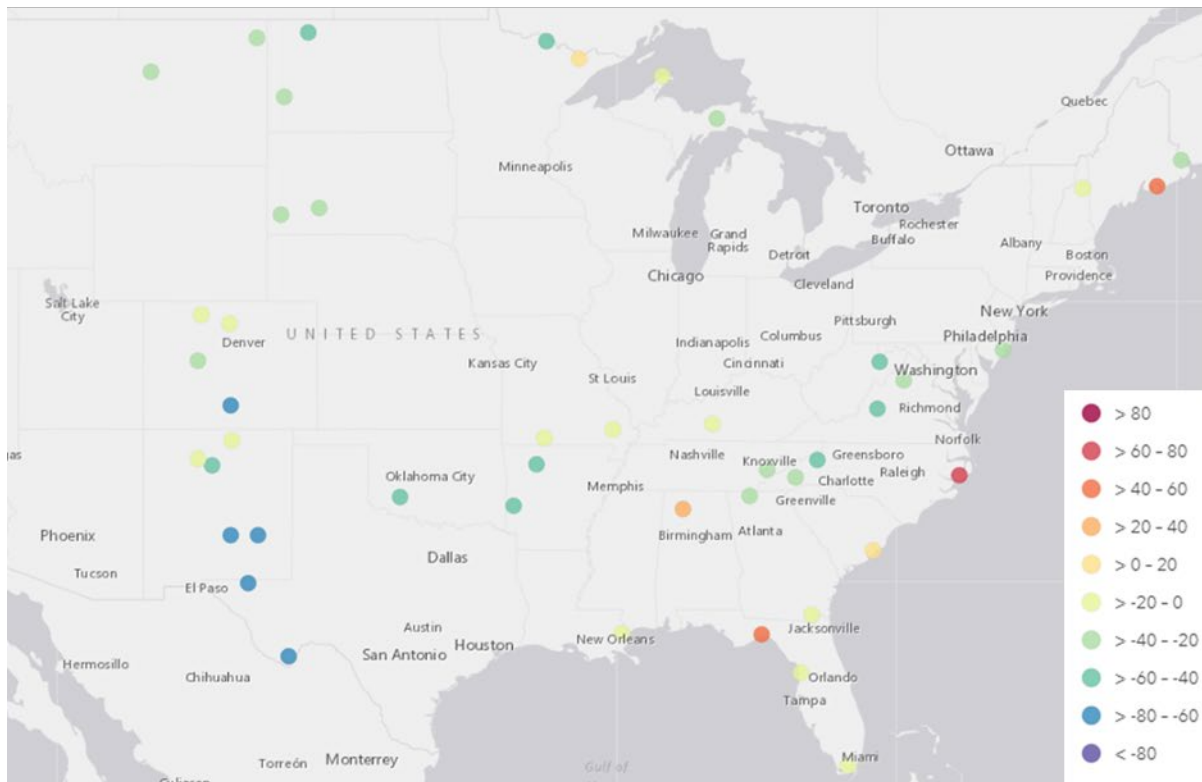 Quebec
Ottawa
Minneapolis
Toronto
Rochester
Milwaukee
Grand
Rapids
Buffalo
Albany
Detroit
Boston
Chicago
Cleveland
Providence
Salt Lake
City
New York
Pittsburgh
UNITED STATES
Denver
Columbus
Philadelphia
Indianapolis
Kansas City
Cincinnati
Washington
St Louis
Louisville
> 80
Richmond
Norfolk
gas
Nashville
Greensboro
> 60 - 80
Knoxville
Raleigh
Oklahoma City
Charlotte
Memphis
> 40 - 60
Greenville
> 20 - 40
Phoenix
Birmingham
Atlanta
Dallas
> 0 - 20
Tucson
El Paso
> -20 - 0
Austin
Jacksonville
New Orleans
Houston
> -40 - -20
San Antonio
Hermosillo
Chihuahua
Orlando
> -60 - -40
Tampa
> -80 - -60
Miami
< -80
Torreón
Monterrey
Gulf of